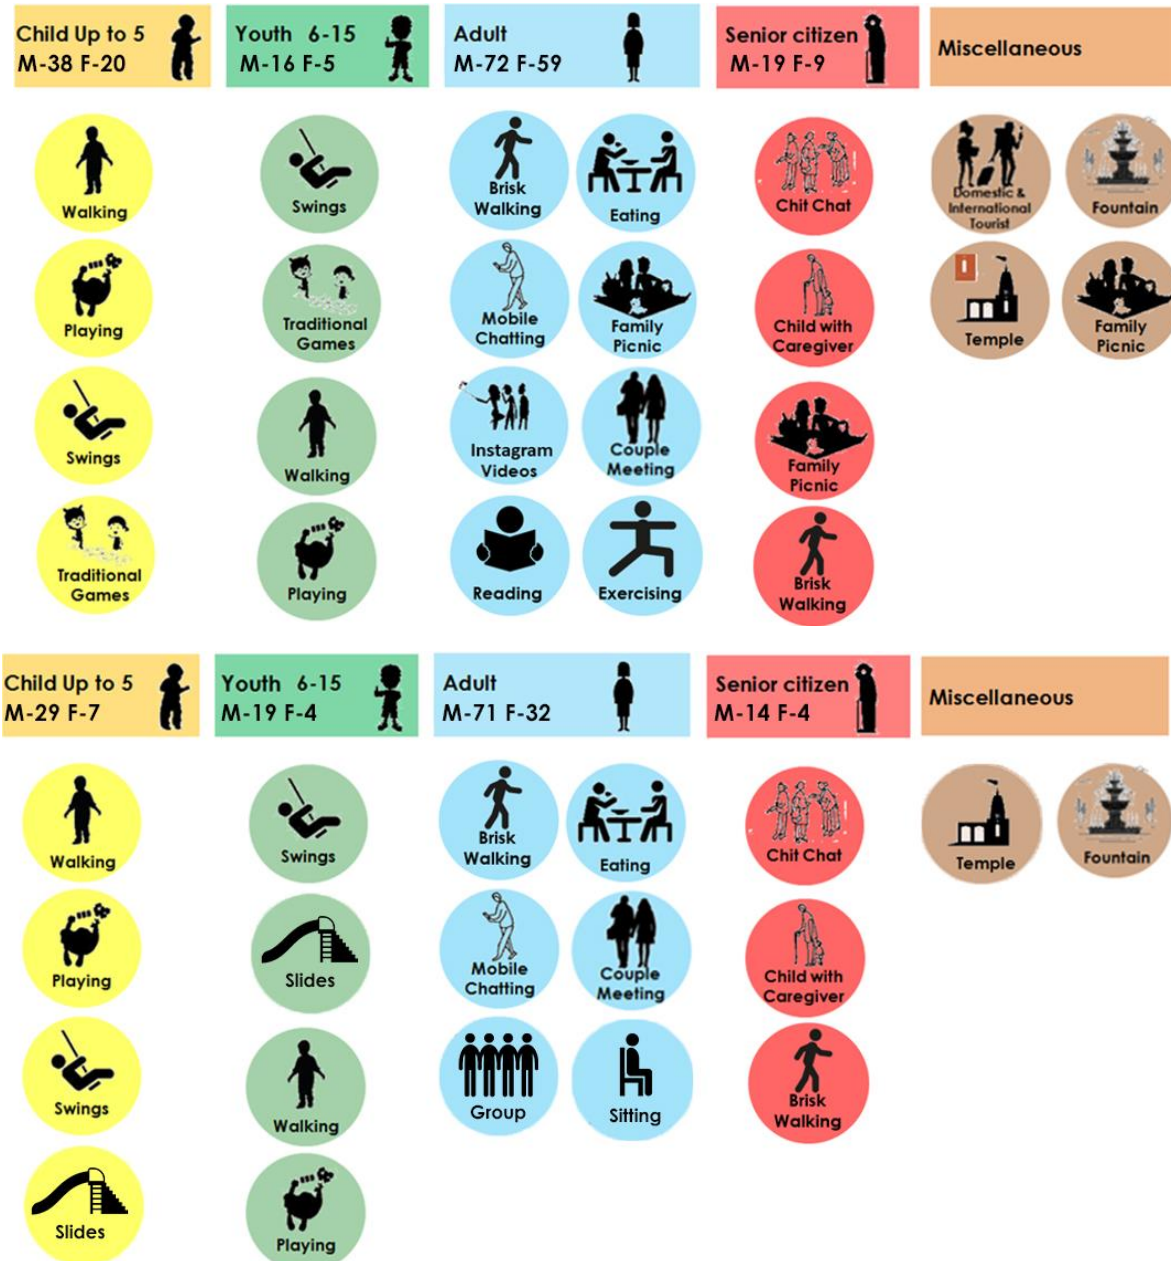 Child Up to 5
M-38 F-20
Youth 6-15
M-16 F-5
Adult
M-72 F-59
Senior citizen
M-19 F-9
Miscellaneous
Walking
Playing
Swings
Traditional
Games
Swings
Traditional
Games
Walking
Playing
Brisk
Walking
Eating
Mobile
Chatting
Family
Picnic
Instagram
Videos
Couple
Meeting
Reading
Exercising
Chit Chat
Child with
Caregiver
Family
Picnic
Brisk
Walking
Domestic &
International
Tourist
Fountain
Temple
Family
Picnic
Child Up to 5
M-29 F-7
Youth 6-15
M-19 F-4
Adult
M-71 F-32
Senior citizen
M-14 F-4
Miscellaneous
Walking
Playing
Swings
Slides
Swings
Slides
Walking
Playing
Brisk
Walking
Eating
Mobile
Chatting
Couple
Meeting
Group
Sitting
Chit Chat
Child with
Caregiver
Brisk
Walking
Temple
Fountain